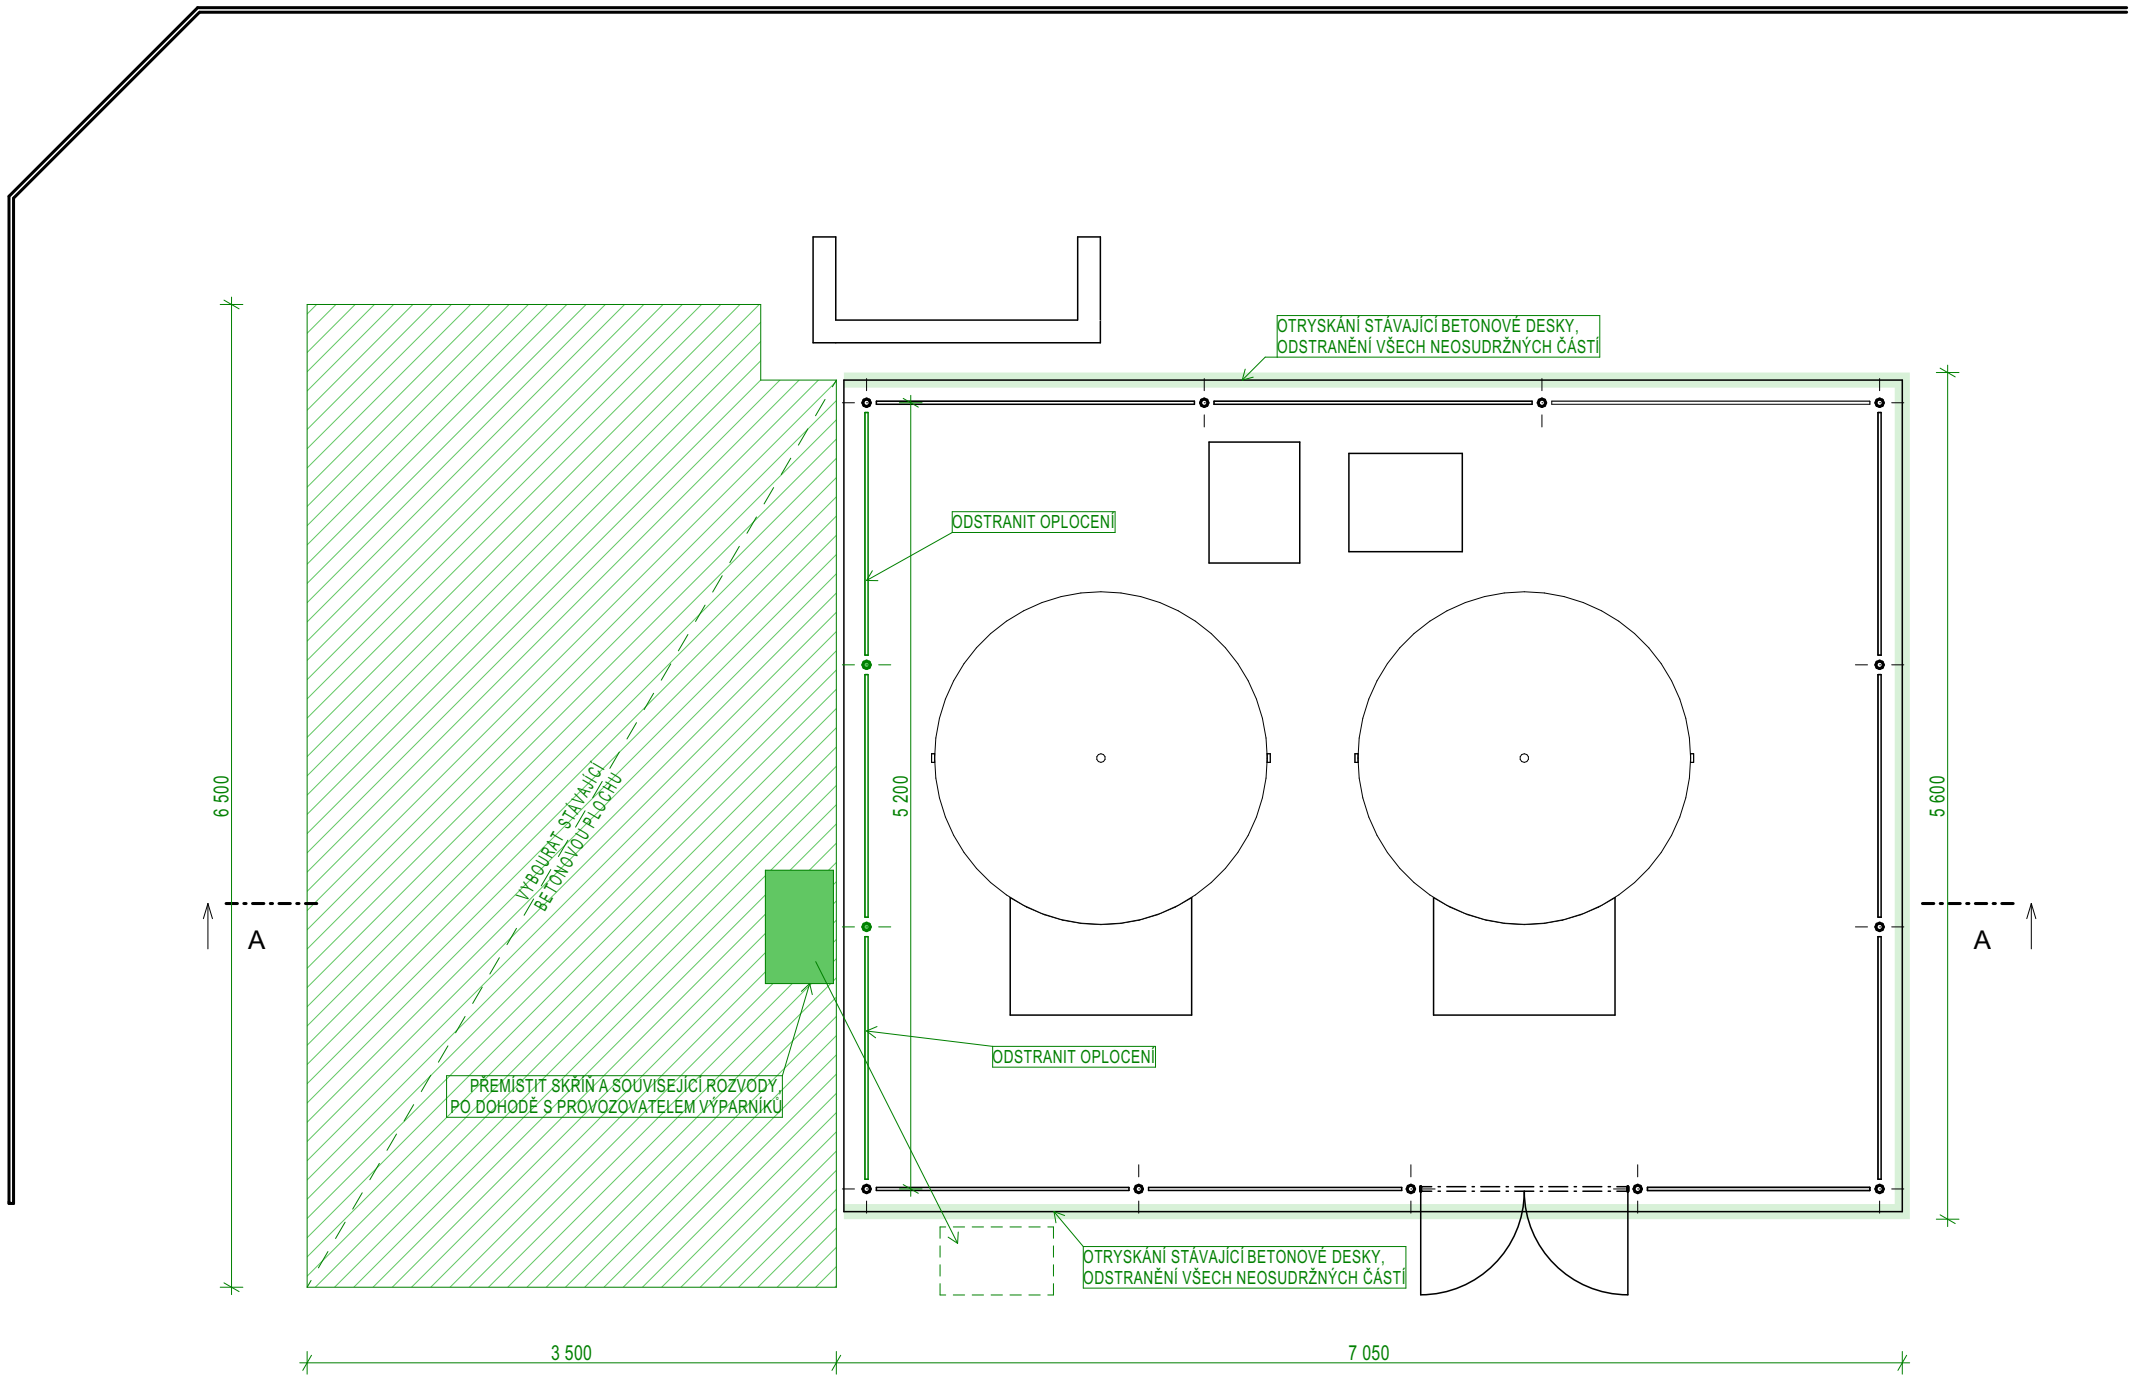 OTRYSKÁNÍ STÁVAJÍCÍ BETONOVÉ DESKY,
ODSTRANĚNÍ VŠECH NEOSUDRŽNÝCH ČÁSTÍ
ODSTRANIT OPLOCENÍ
6 500
VYBOURAT STÁVAJÍCÍ
BETONOVOU PLOCHU
5 200
5 600
A
A
ODSTRANIT OPLOCENÍ
PŘEMÍSTIT SKŘÍŇ A SOUVISEJÍCÍ ROZVODY,
PO DOHODĚ S PROVOZOVATELEM VÝPARNÍKŮ
OTRYSKÁNÍ STÁVAJÍCÍ BETONOVÉ DESKY,
ODSTRANĚNÍ VŠECH NEOSUDRŽNÝCH ČÁSTÍ
3 500
7 050